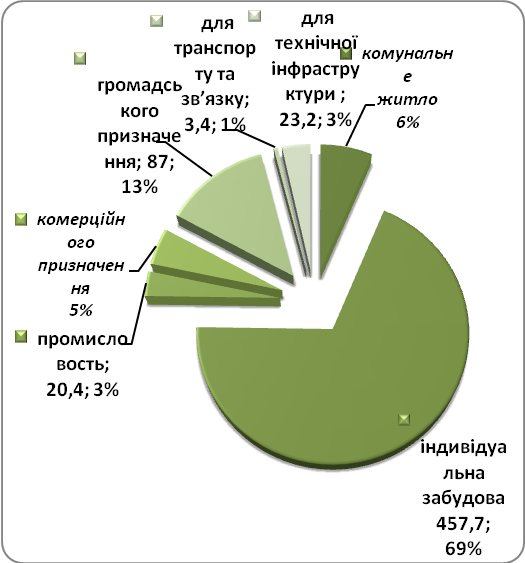 для
транспор
ту та
зв’язку;
3,4; 1%
для
технічної
інфрастру
ктури ;
23,2; 3%
комунальн
е
житло
6%
громадсь
кого
призначе
ння; 87;
13%
комерційн
ого
призначен
ня
5%
промисло
вость;
20,4; 3%
індивідуа
льна
забудова
457,7;
69%